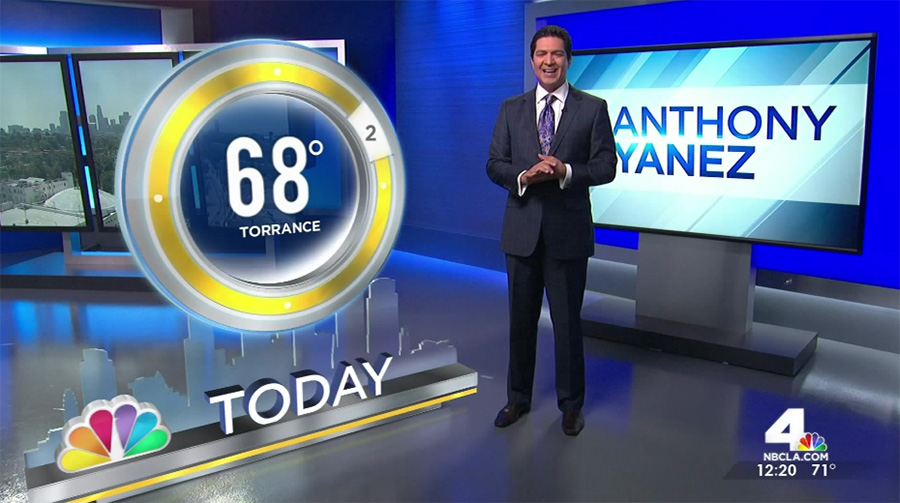 2
68°
TORRANCE
TODAY
ANTHONY
YANEZ
4
NBCLA.COM
12:20 71°